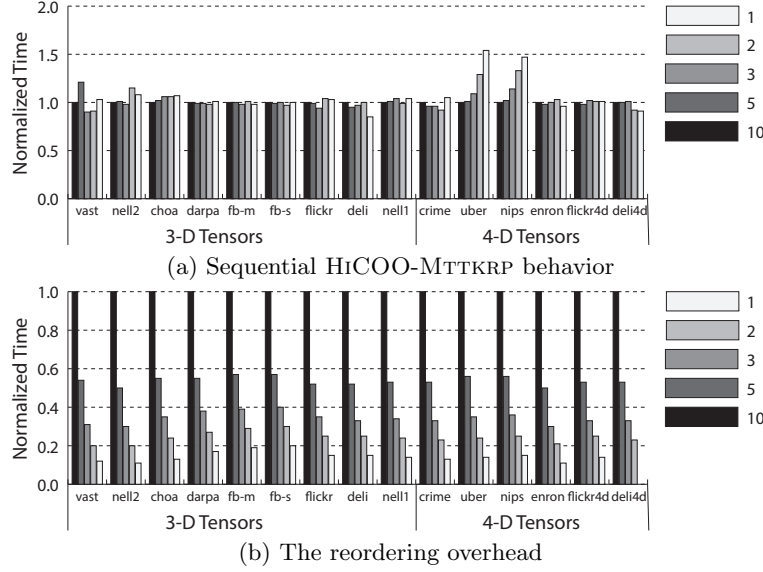 2.0
1.5
1.0
0.5
0.0
Normalized Time
vast nell2 choa darpa fb-m fb-s flickr deli nell1 crime uber nips enron flickr4d deli4d
3-D Tensors 4-D Tensors
1
2
3
5
10
(a) Sequential HICOO-MTTKRP behavior
1.0
0.8
0.6
0.4
0.2
0.0
Normalized Time
vast nell2 choa darpa fb-m fb-s flickr deli nell1 crime uber nips enron flickr4d deli4d
3-D Tensors 4-D Tensors
1
2
3
5
10
(b) The reordering overhead